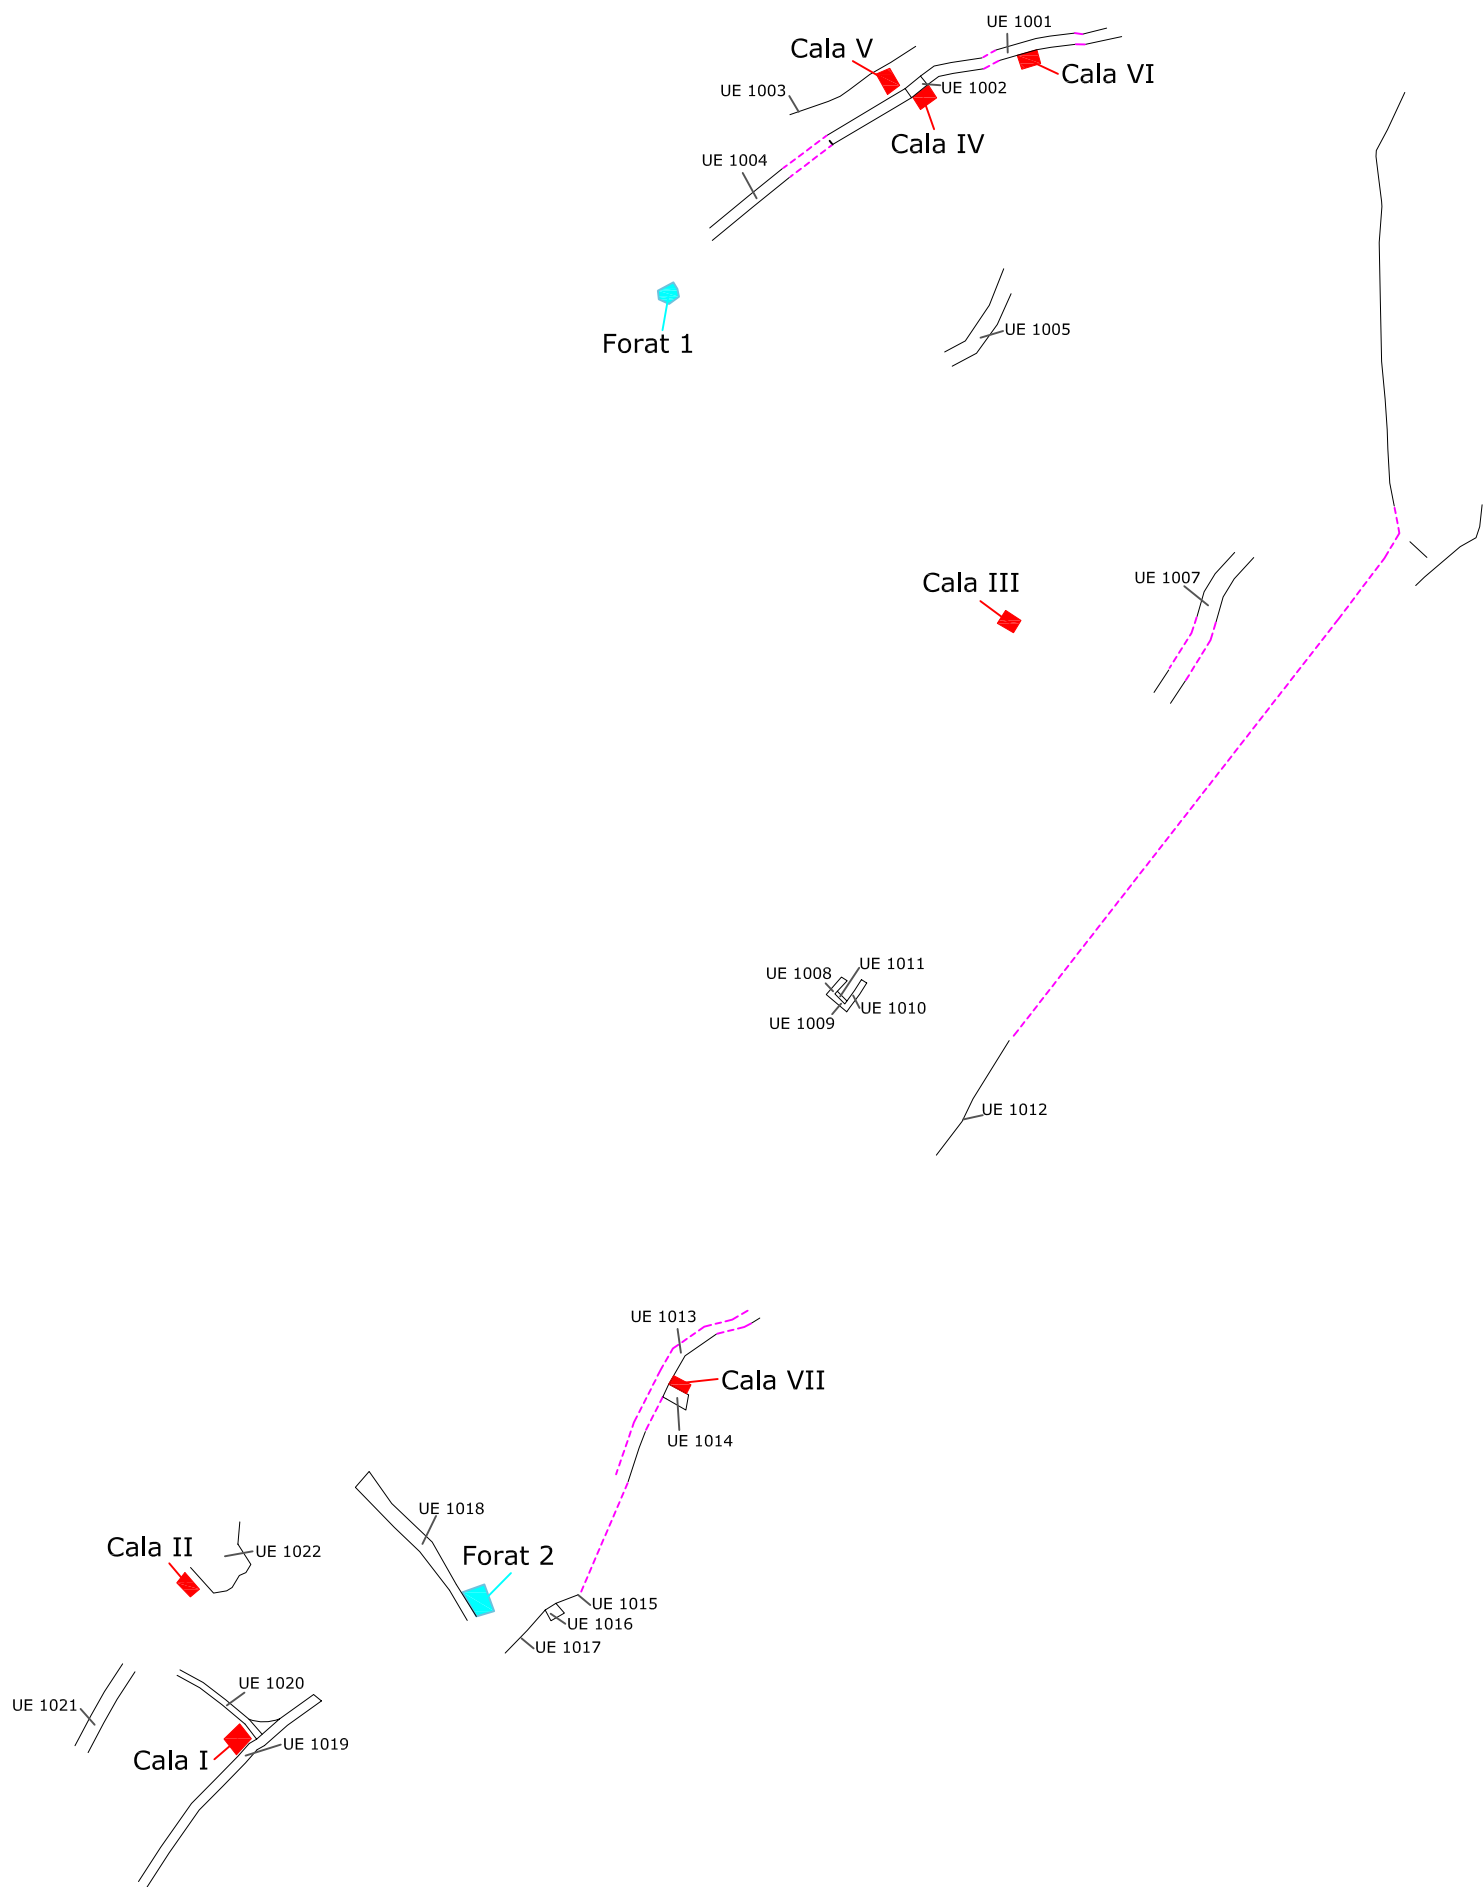 UE 1001
Cala V
Cala VI
UE 1003
UE 1002
Cala IV
UE 1004
Forat 1
UE 1005
Cala III
UE 1007
UE 1011
UE 1008
UE 1010
UE 1009
UE 1012
UE 1013
Cala VII
UE 1014
UE 1018
Cala II
UE 1022
Forat 2
UE 1015
UE 1016
UE 1017
UE 1020
UE 1021
UE 1019
Cala I